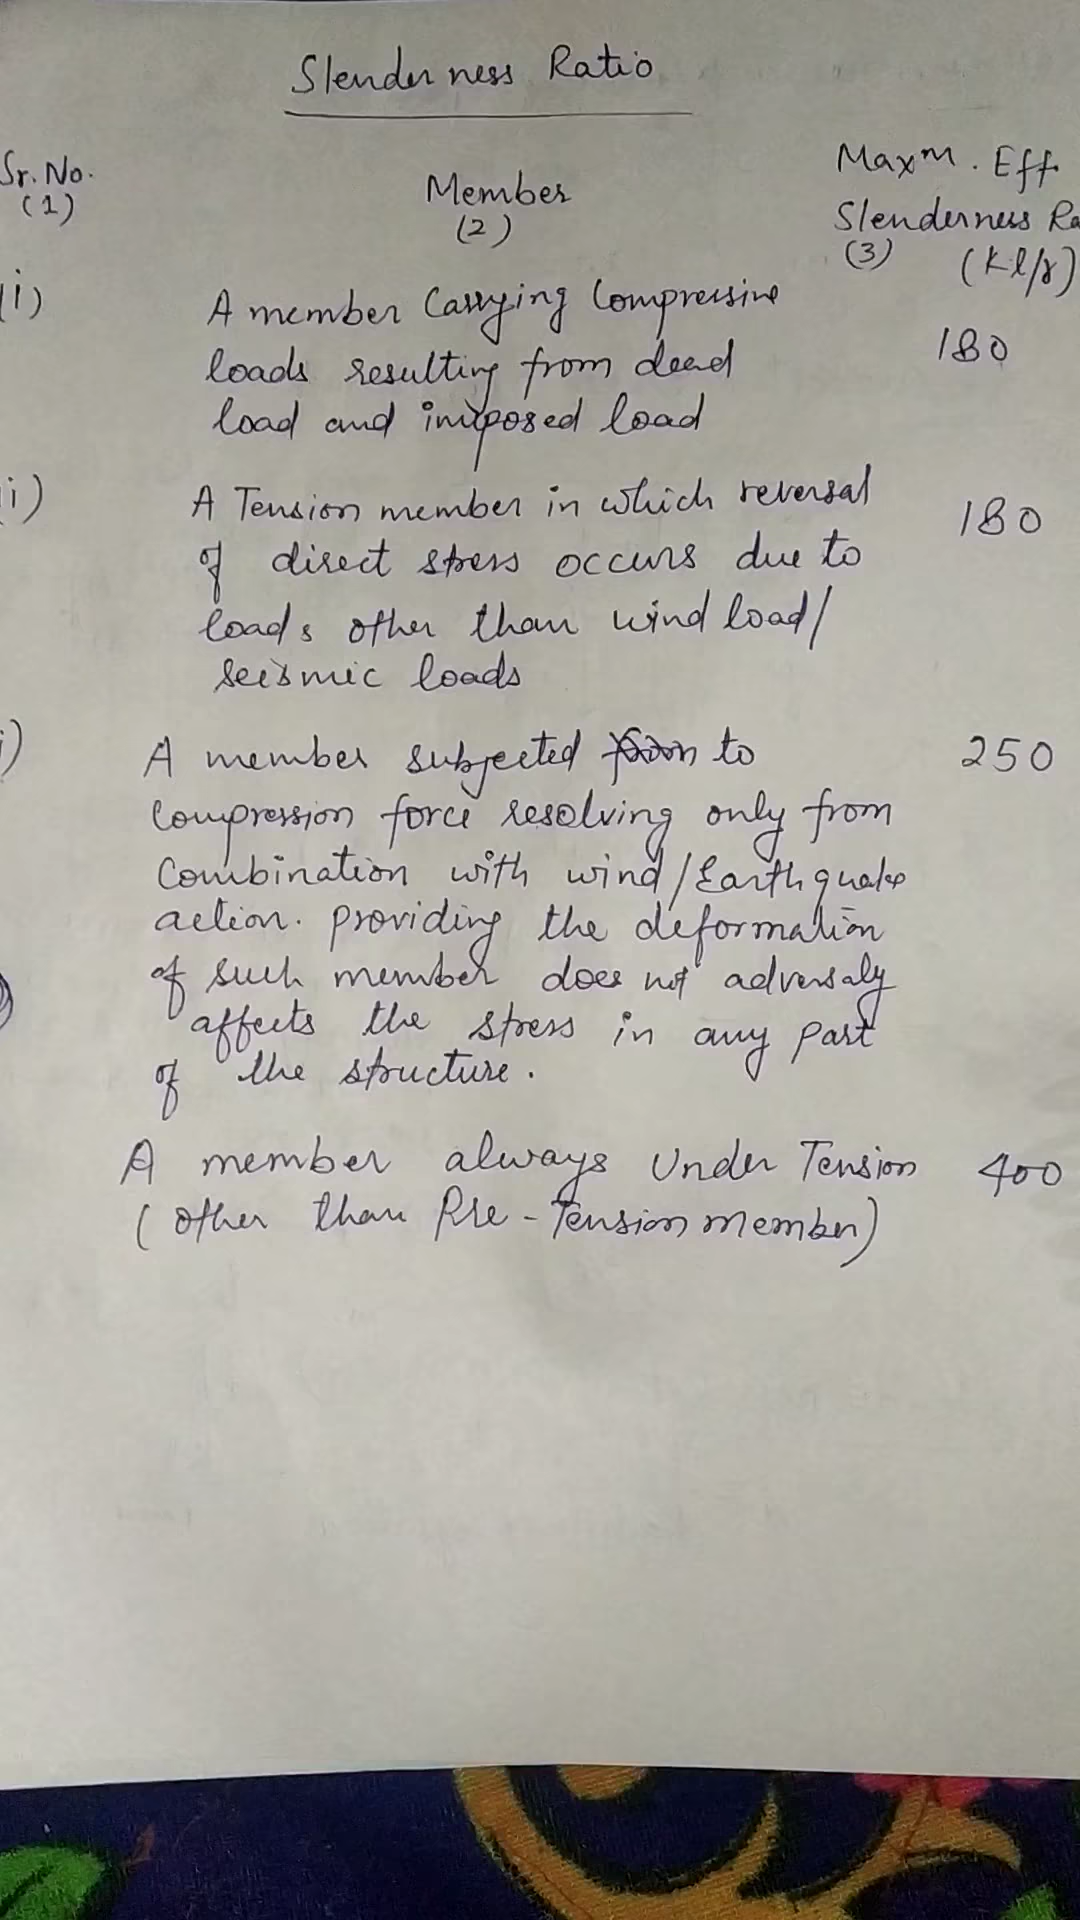 Slenderness Ratio
Sr. No. Member Maxm. Eff
(1) (2) Slenderness Ra
(3) (Kl/r)
(i) A member Carrying Compressive
loads resulting from dead 180
load and imposed load
i) A Tension member in which reversal 180
of direct stress occurs due to
loads other than wind load/
seismic loads
i) A member subjected to 250
Compression force resolving only from
Combination with wind/Earthquake
action. providing the deformation
of such member does not adversaly
affects the stress in any part
of the structure.
A member always Under Tension 400
(other than Pre-Tension member)